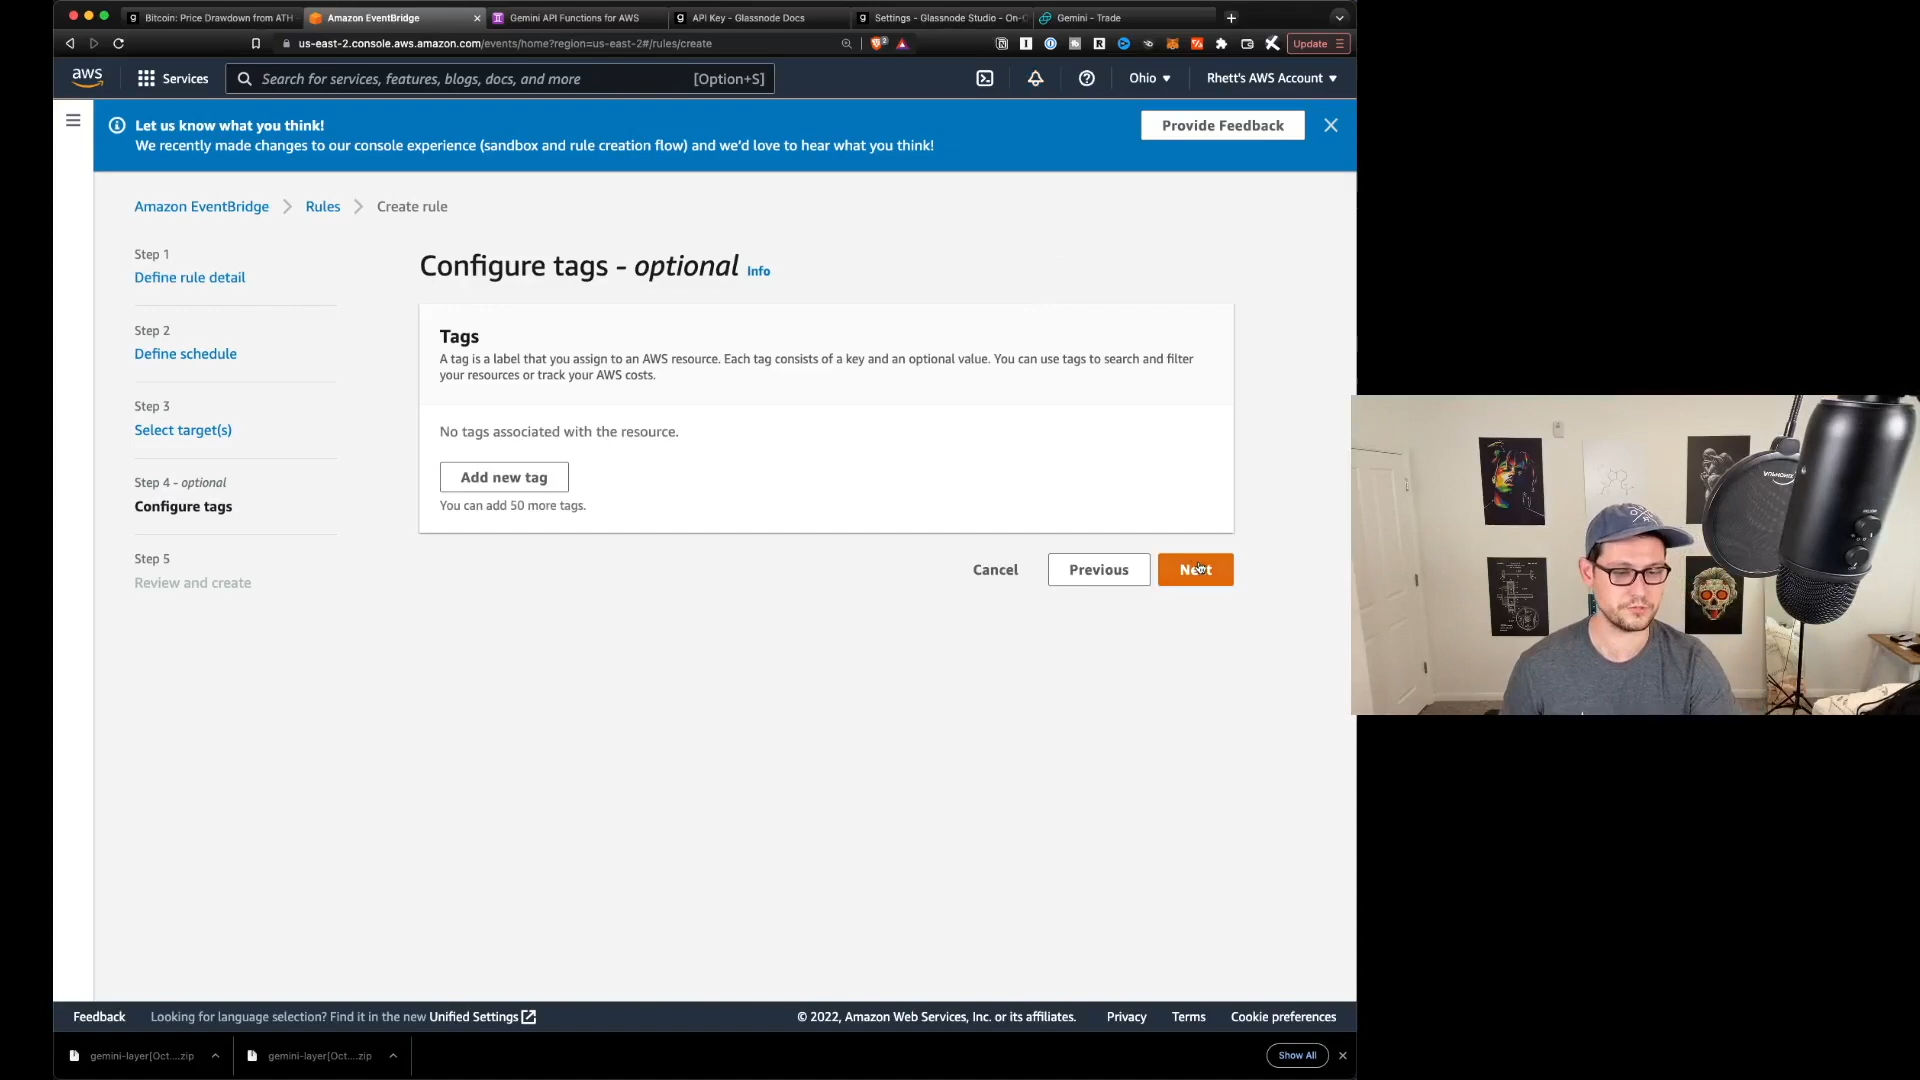 Bitcoin: Price Drawdown from ATH
Amazon EventBridge
Gemini API Functions for AWS
API Key - Glassnode Docs
Settings - Glassnode Studio - On-C
Gemini - Trade
us-east-2.console.aws.amazon.com/events/home?region=us-east-2#/rules/create
Update
aws
Services
Search for services, features, blogs, docs, and more
[Option+S]
Ohio
Rhett's AWS Account
Let us know what you think!
We recently made changes to our console experience (sandbox and rule creation flow) and we'd love to hear what you think!
Provide Feedback
Amazon EventBridge
Rules
Create rule
Step 1
Define rule detail
Step 2
Define schedule
Step 3
Select target(s)
Step 4 - optional
Configure tags
Step 5
Review and create
Configure tags - optional Info
Tags
A tag is a label that you assign to an AWS resource. Each tag consists of a key and an optional value. You can use tags to search and filter
your resources or track your AWS costs.
No tags associated with the resource.
Add new tag
You can add 50 more tags.
Cancel
Previous
Next
Feedback
Looking for language selection? Find it in the new Unified Settings
© 2022, Amazon Web Services, Inc. or its affiliates.
Privacy
Terms
Cookie preferences
gemini-layer[Oct....zip
gemini-layer[Oct....zip
Show All